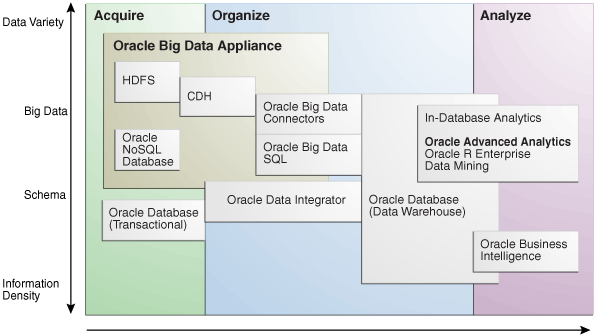 Data Variety
Acquire
Organize
Analyze
Oracle Big Data Appliance
HDFS
CDH
Big Data
Oracle Big Data
Connectors
In-Database Analytics
Oracle
NoSQL
Database
Oracle Big Data
SQL
Oracle Advanced Analytics
Oracle R Enterprise
Data Mining
Schema
Oracle Data Integrator
Oracle Database
(Data Warehouse)
Oracle Database
(Transactional)
Oracle Business
Intelligence
Information
Density